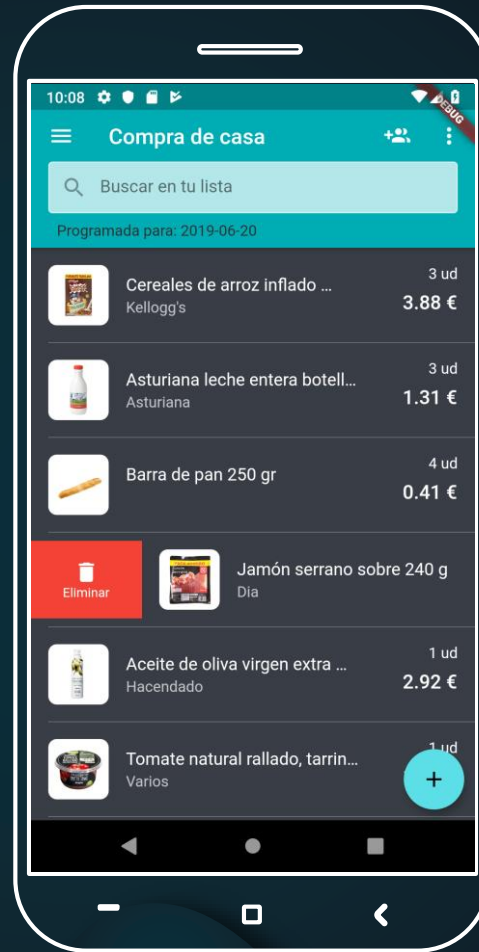 10:08
DEBUG
Compra de casa
Buscar en tu lista
Programada para: 2019-06-20
Cereales de arroz inflado ...
Kellogg's
3 ud
3.88 €
Asturiana leche entera botell...
Asturiana
3 ud
1.31 €
Barra de pan 250 gr
4 ud
0.41 €
Eliminar
Jamón serrano sobre 240 g
Dia
Aceite de oliva virgen extra ...
Hacendado
1 ud
2.92 €
Tomate natural rallado, tarrin...
Varios
1 ud
+